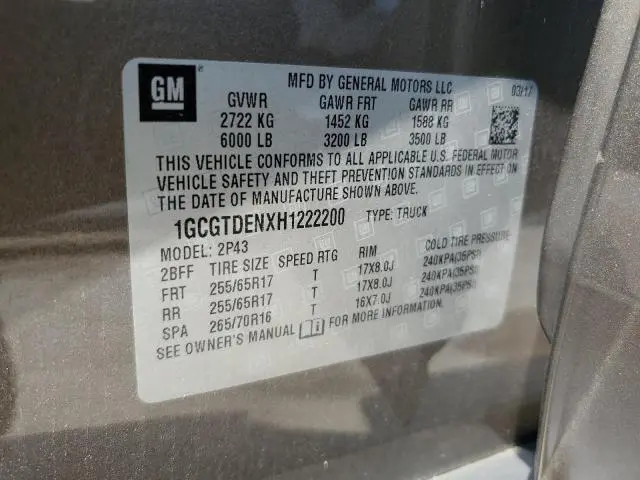 GM
MFD BY GENERAL MOTORS LLC 03/17
GVWR GAWR FRT GAWR RR
2722 KG 1452 KG 1588 KG
6000 LB 3200 LB 3500 LB
THIS VEHICLE CONFORMS TO ALL APPLICABLE U.S. FEDERAL MOTOR
VEHICLE SAFETY AND THEFT PREVENTION STANDARDS IN EFFECT ON
THE DATE OF MANUFACTURE SHOWN ABOVE.
1GCGTDENXH1222200 TYPE: TRUCK
MODEL: 2P43
2BFF TIRE SIZE SPEED RTG RIM COLD TIRE PRESSURE
FRT 255/65R17 T 17X8.0J 240KPA(35PSI)
RR 255/65R17 T 17X8.0J 240KPA(35PSI)
SPA 265/70R16 T 16X7.0J 240KPA(35PSI)
SEE OWNER'S MANUAL FOR MORE INFORMATION.